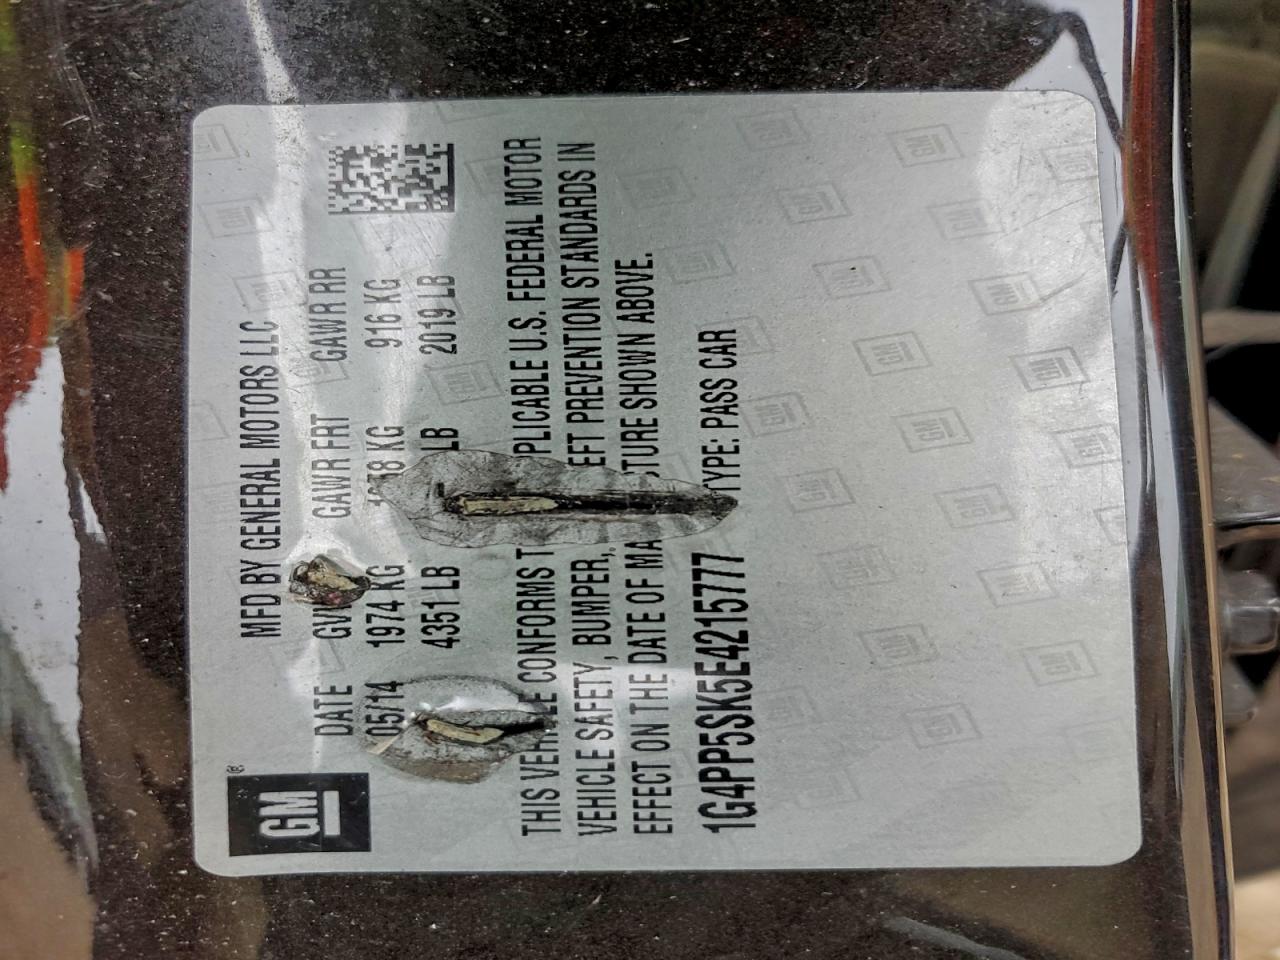 GM®
MFD BY GENERAL MOTORS LLC
DATE GAWR FRT GAWR RR
05/14 1974 KG KG 916 KG
4351 LB LB 2019 LB
THIS CONFORMS T PLICABLE U.S. FEDERAL MOTOR
VEHICLE SAFETY, BUMPER, EFT PREVENTION STANDARDS IN
EFFECT ON THE DATE OF MA TURE SHOWN ABOVE.
1G4PP5SK5E4215777 TYPE: PASS CAR